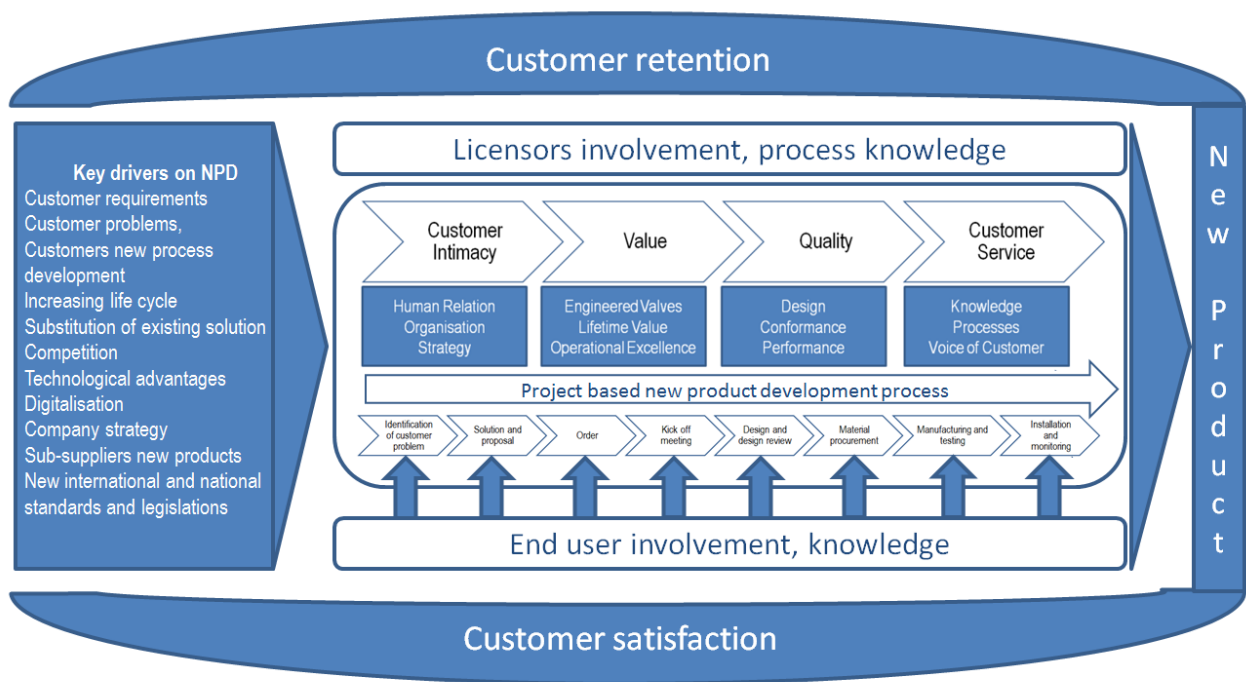 Customer retention
Key drivers on NPD
Customer requirements
Customer problems,
Customers new process
development
Increasing life cycle
Substitution of existing solution
Competition
Technological advantages
Digitalisation
Company strategy
Sub-suppliers new products
New international and national
standards and legislations
Licensors involvement, process knowledge
Customer
Intimacy
Value
Quality
Customer
Service
Human Relation
Organisation
Strategy
Engineered Valves
Lifetime Value
Operational Excellence
Design
Conformance
Performance
Knowledge
Processes
Voice of Customer
Project based new product development process
Identification
of customer
problem
Solution and
proposal
Order
Kick off
meeting
Design and
design review
Material
procurement
Manufacturing and
testing
Installation
and
monitoring
End user involvement, knowledge
New Product
Customer satisfaction